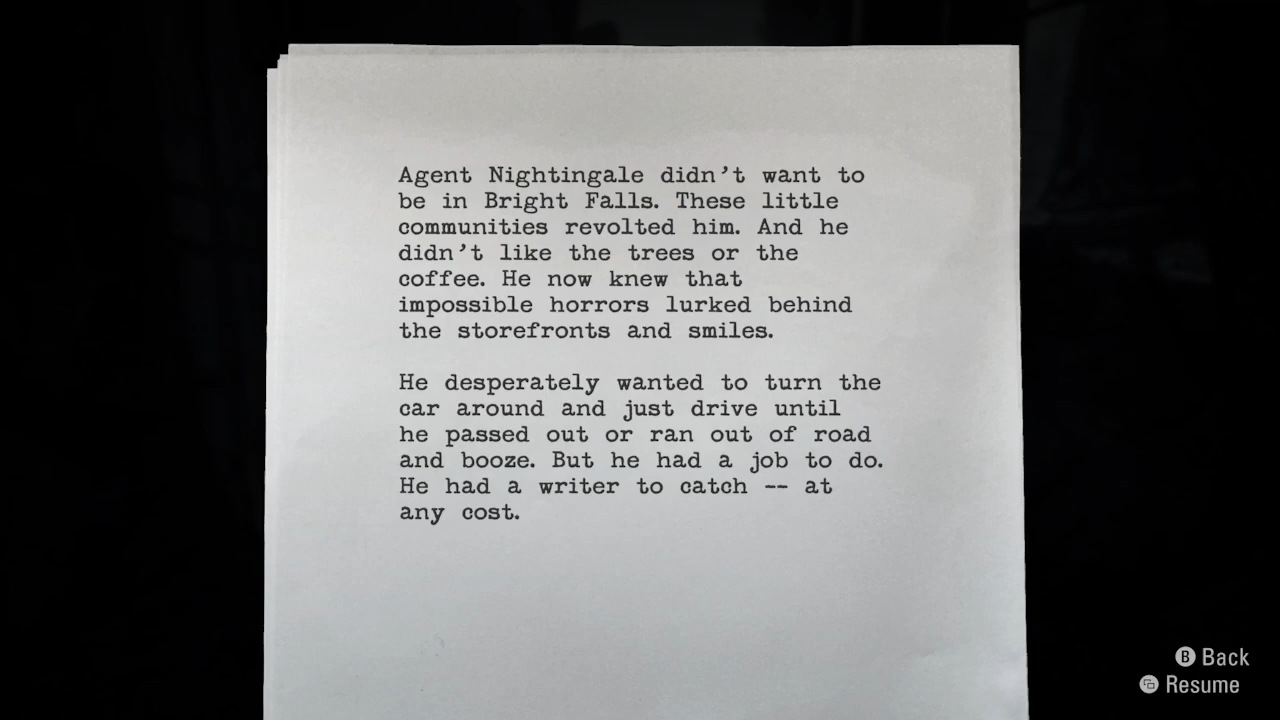 Agent Nightingale didn't want to
be in Bright Falls. These little
communities revolted him. And he
didn't like the trees or the
coffee. He now knew that
impossible horrors lurked behind
the storefronts and smiles.
He desperately wanted to turn the
car around and just drive until
he passed out or ran out of road
and booze. But he had a job to do.
He had a writer to catch -- at
any cost.
B Back
Resume